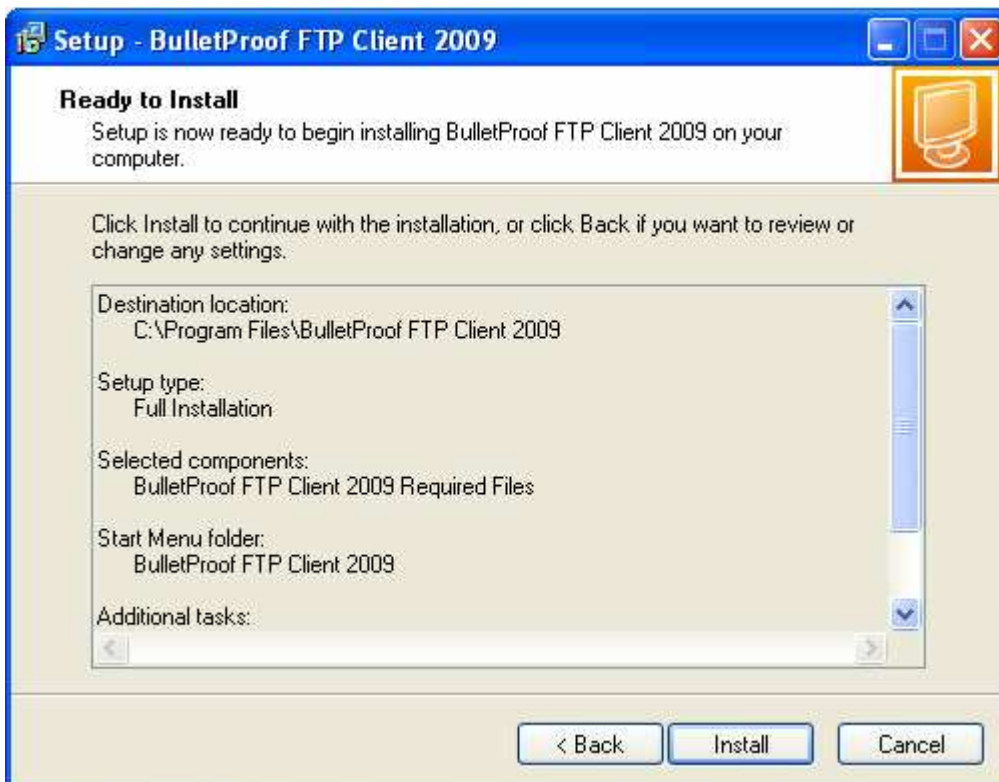 Setup - BulletProof FTP Client 2009
Ready to Install
Setup is now ready to begin installing BulletProof FTP Client 2009 on your
computer.
Click Install to continue with the installation, or click Back if you want to review or
change any settings.
Destination location:
C:\Program Files\BulletProof FTP Client 2009
Setup type:
Full Installation
Selected components:
BulletProof FTP Client 2009 Required Files
Start Menu folder:
BulletProof FTP Client 2009
Additional tasks:
< Back
Install
Cancel